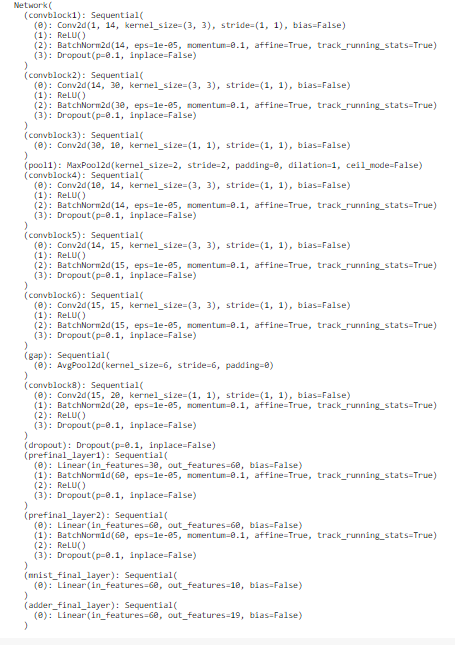 Network(
(convblock1): Sequential(
(0): Conv2d(1, 14, kernel_size=(3, 3), stride=(1, 1), bias=False)
(1): ReLU()
(2): BatchNorm2d(14, eps=1e-05, momentum=0.1, affine=True, track_running_stats=True)
(3): Dropout(p=0.1, inplace=False)
)
(convblock2): Sequential(
(0): Conv2d(14, 30, kernel_size=(3, 3), stride=(1, 1), bias=False)
(1): ReLU()
(2): BatchNorm2d(30, eps=1e-05, momentum=0.1, affine=True, track_running_stats=True)
(3): Dropout(p=0.1, inplace=False)
)
(convblock3): Sequential(
(0): Conv2d(30, 10, kernel_size=(1, 1), stride=(1, 1), bias=False)
)
(pool1): MaxPool2d(kernel_size=2, stride=2, padding=0, dilation=1, ceil_mode=False)
(convblock4): Sequential(
(0): Conv2d(10, 14, kernel_size=(3, 3), stride=(1, 1), bias=False)
(1): ReLU()
(2): BatchNorm2d(14, eps=1e-05, momentum=0.1, affine=True, track_running_stats=True)
(3): Dropout(p=0.1, inplace=False)
)
(convblock5): Sequential(
(0): Conv2d(14, 15, kernel_size=(3, 3), stride=(1, 1), bias=False)
(1): ReLU()
(2): BatchNorm2d(15, eps=1e-05, momentum=0.1, affine=True, track_running_stats=True)
(3): Dropout(p=0.1, inplace=False)
)
(convblock6): Sequential(
(0): Conv2d(15, 15, kernel_size=(3, 3), stride=(1, 1), bias=False)
(1): ReLU()
(2): BatchNorm2d(15, eps=1e-05, momentum=0.1, affine=True, track_running_stats=True)
(3): Dropout(p=0.1, inplace=False)
)
(gap): Sequential(
(0): AvgPool2d(kernel_size=6, stride=6, padding=0)
)
(convblock8): Sequential(
(0): Conv2d(15, 20, kernel_size=(1, 1), stride=(1, 1), bias=False)
(1): BatchNorm2d(20, eps=1e-05, momentum=0.1, affine=True, track_running_stats=True)
(2): ReLU()
(3): Dropout(p=0.1, inplace=False)
)
(dropout): Dropout(p=0.1, inplace=False)
(prefinal_layer1): Sequential(
(0): Linear(in_features=30, out_features=60, bias=False)
(1): BatchNorm1d(60, eps=1e-05, momentum=0.1, affine=True, track_running_stats=True)
(2): ReLU()
(3): Dropout(p=0.1, inplace=False)
)
(prefinal_layer2): Sequential(
(0): Linear(in_features=60, out_features=60, bias=False)
(1): BatchNorm1d(60, eps=1e-05, momentum=0.1, affine=True, track_running_stats=True)
(2): ReLU()
(3): Dropout(p=0.1, inplace=False)
)
(mnist_final_layer): Sequential(
(0): Linear(in_features=60, out_features=10, bias=False)
)
(adder_final_layer): Sequential(
(0): Linear(in_features=60, out_features=19, bias=False)
)